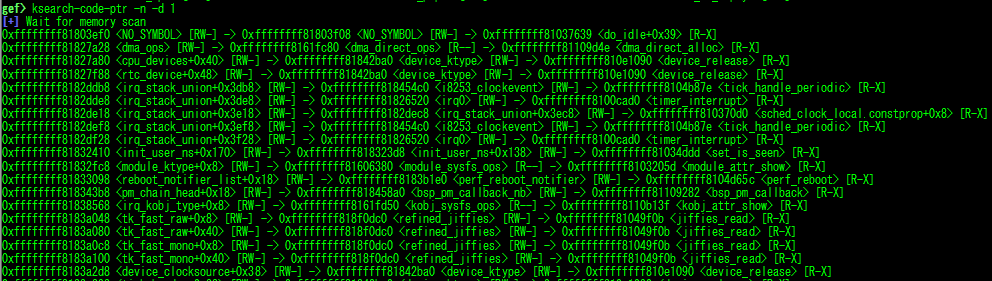 gef> ksearch-code-ptr -n -d 1
[+] Wait for memory scan
0xffffffff81803ef0 <NO_SYMBOL> [RW-] -> 0xffffffff81803f08 <NO_SYMBOL> [RW-] -> 0xffffffff81037639 <do_idle+0x39> [R-X]
0xffffffff81827a28 <dma_ops> [RW-] -> 0xffffffff8161fc80 <dma_direct_ops> [R--] -> 0xffffffff81109d4e <dma_direct_alloc> [R-X]
0xffffffff81827a80 <cpu_devices+0x40> [RW-] -> 0xffffffff81842ba0 <device_ktype> [RW-] -> 0xffffffff810e1090 <device_release> [R-X]
0xffffffff81827f88 <rtc_device+0x48> [RW-] -> 0xffffffff81842ba0 <device_ktype> [RW-] -> 0xffffffff810e1090 <device_release> [R-X]
0xffffffff8182ddb8 <irq_stack_union+0x3db8> [RW-] -> 0xffffffff818454c0 <i8253_clockevent> [RW-] -> 0xffffffff8104b87e <tick_handle_periodic> [R-X]
0xffffffff8182dde8 <irq_stack_union+0x3de8> [RW-] -> 0xffffffff81826520 <irq0> [RW-] -> 0xffffffff8100cad0 <timer_interrupt> [R-X]
0xffffffff8182de18 <irq_stack_union+0x3e18> [RW-] -> 0xffffffff8182dec8 <irq_stack_union+0x3ec8> [RW-] -> 0xffffffff810370d0 <sched_clock_local.constprop+0x8> [R-X]
0xffffffff8182def8 <irq_stack_union+0x3ef8> [RW-] -> 0xffffffff818454c0 <i8253_clockevent> [RW-] -> 0xffffffff8104b87e <tick_handle_periodic> [R-X]
0xffffffff8182df28 <irq_stack_union+0x3f28> [RW-] -> 0xffffffff81826520 <irq0> [RW-] -> 0xffffffff8100cad0 <timer_interrupt> [R-X]
0xffffffff81832410 <init_user_ns+0x170> [RW-] -> 0xffffffff818323d8 <init_user_ns+0x138> [RW-] -> 0xffffffff81034ddd <set_is_seen> [R-X]
0xffffffff81832fc8 <module_ktype+0x8> [RW-] -> 0xffffffff81606380 <module_sysfs_ops> [R--] -> 0xffffffff8103205d <module_attr_show> [R-X]
0xffffffff81833098 <reboot_notifier_list+0x18> [RW-] -> 0xffffffff8183b1e0 <perf_reboot_notifier> [RW-] -> 0xffffffff8104d65c <perf_reboot> [R-X]
0xffffffff818343b8 <pm_chain_head+0x18> [RW-] -> 0xffffffff818458a0 <bsp_pm_callback_nb> [RW-] -> 0xffffffff81109282 <bsp_pm_callback> [R-X]
0xffffffff81838568 <irq_kobj_type+0x8> [RW-] -> 0xffffffff8161fd50 <kobj_sysfs_ops> [R--] -> 0xffffffff8110b13f <kobj_attr_show> [R-X]
0xffffffff8183a048 <tk_fast_raw+0x8> [RW-] -> 0xffffffff818f0dc0 <refined_jiffies> [RW-] -> 0xffffffff81049f0b <jiffies_read> [R-X]
0xffffffff8183a080 <tk_fast_raw+0x40> [RW-] -> 0xffffffff818f0dc0 <refined_jiffies> [RW-] -> 0xffffffff81049f0b <jiffies_read> [R-X]
0xffffffff8183a0c8 <tk_fast_mono+0x8> [RW-] -> 0xffffffff818f0dc0 <refined_jiffies> [RW-] -> 0xffffffff81049f0b <jiffies_read> [R-X]
0xffffffff8183a100 <tk_fast_mono+0x40> [RW-] -> 0xffffffff818f0dc0 <refined_jiffies> [RW-] -> 0xffffffff81049f0b <jiffies_read> [R-X]
0xffffffff8183a2d8 <device_clocksource+0x38> [RW-] -> 0xffffffff81842ba0 <device_ktype> [RW-] -> 0xffffffff810e1090 <device_release> [R-X]